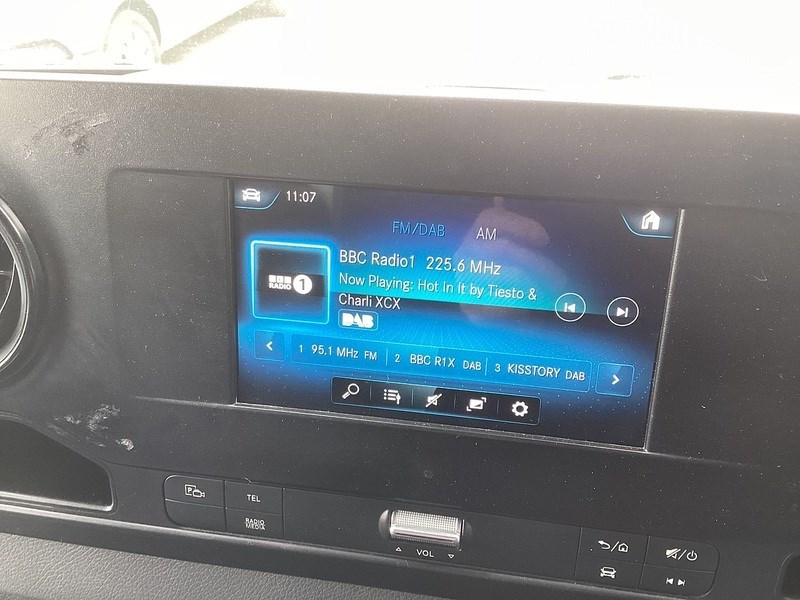 11:07
FM/DAB AM
BBC Radio1 225.6 MHz
Now Playing: Hot In It by Tiesto &
Charli XCX
BBC
RADIO 1
DAB
1 95.1 MHz FM 2 BBC R1X DAB 3 KISSTORY DAB
P
TEL
RADIO
MEDIA
VOL